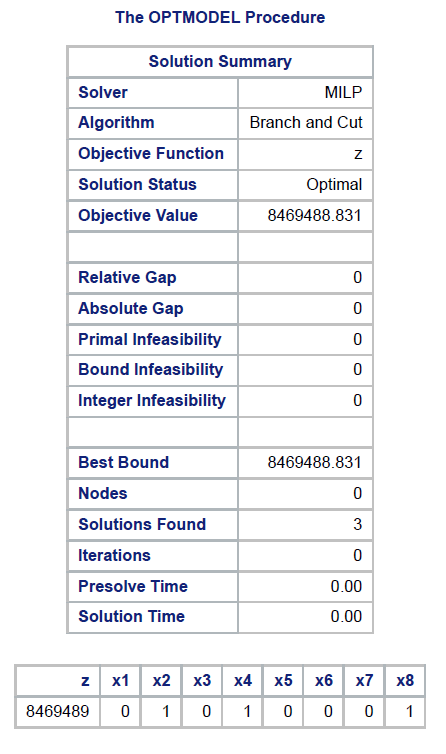 The OPTMODEL Procedure
Solution Summary
Solver MILP
Algorithm Branch and Cut
Objective Function z
Solution Status Optimal
Objective Value 8469488.831
Relative Gap 0
Absolute Gap 0
Primal Infeasibility 0
Bound Infeasibility 0
Integer Infeasibility 0
Best Bound 8469488.831
Nodes 0
Solutions Found 3
Iterations 0
Presolve Time 0.00
Solution Time 0.00
z x1 x2 x3 x4 x5 x6 x7 x8
8469489 0 1 0 1 0 0 0 1